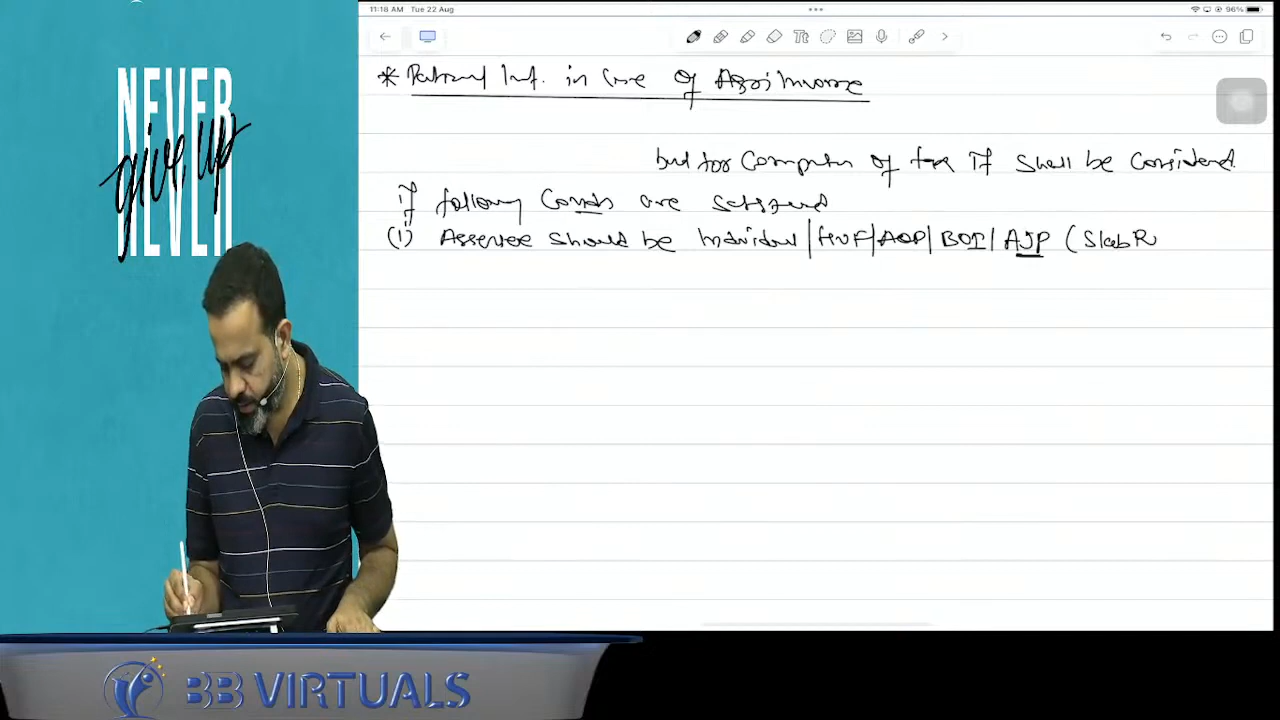 11:18 AM Tue 22 Aug
96%
NEVER
give up
NEVER
* Partial Int. in Case of Agri Income
but for Computn of tax it shall be Considered
if following Conds are satisfied
(1) Assessee should be Individual | HUF | AOP | BOI | AJP ( Slab R
BB VIRTUALS